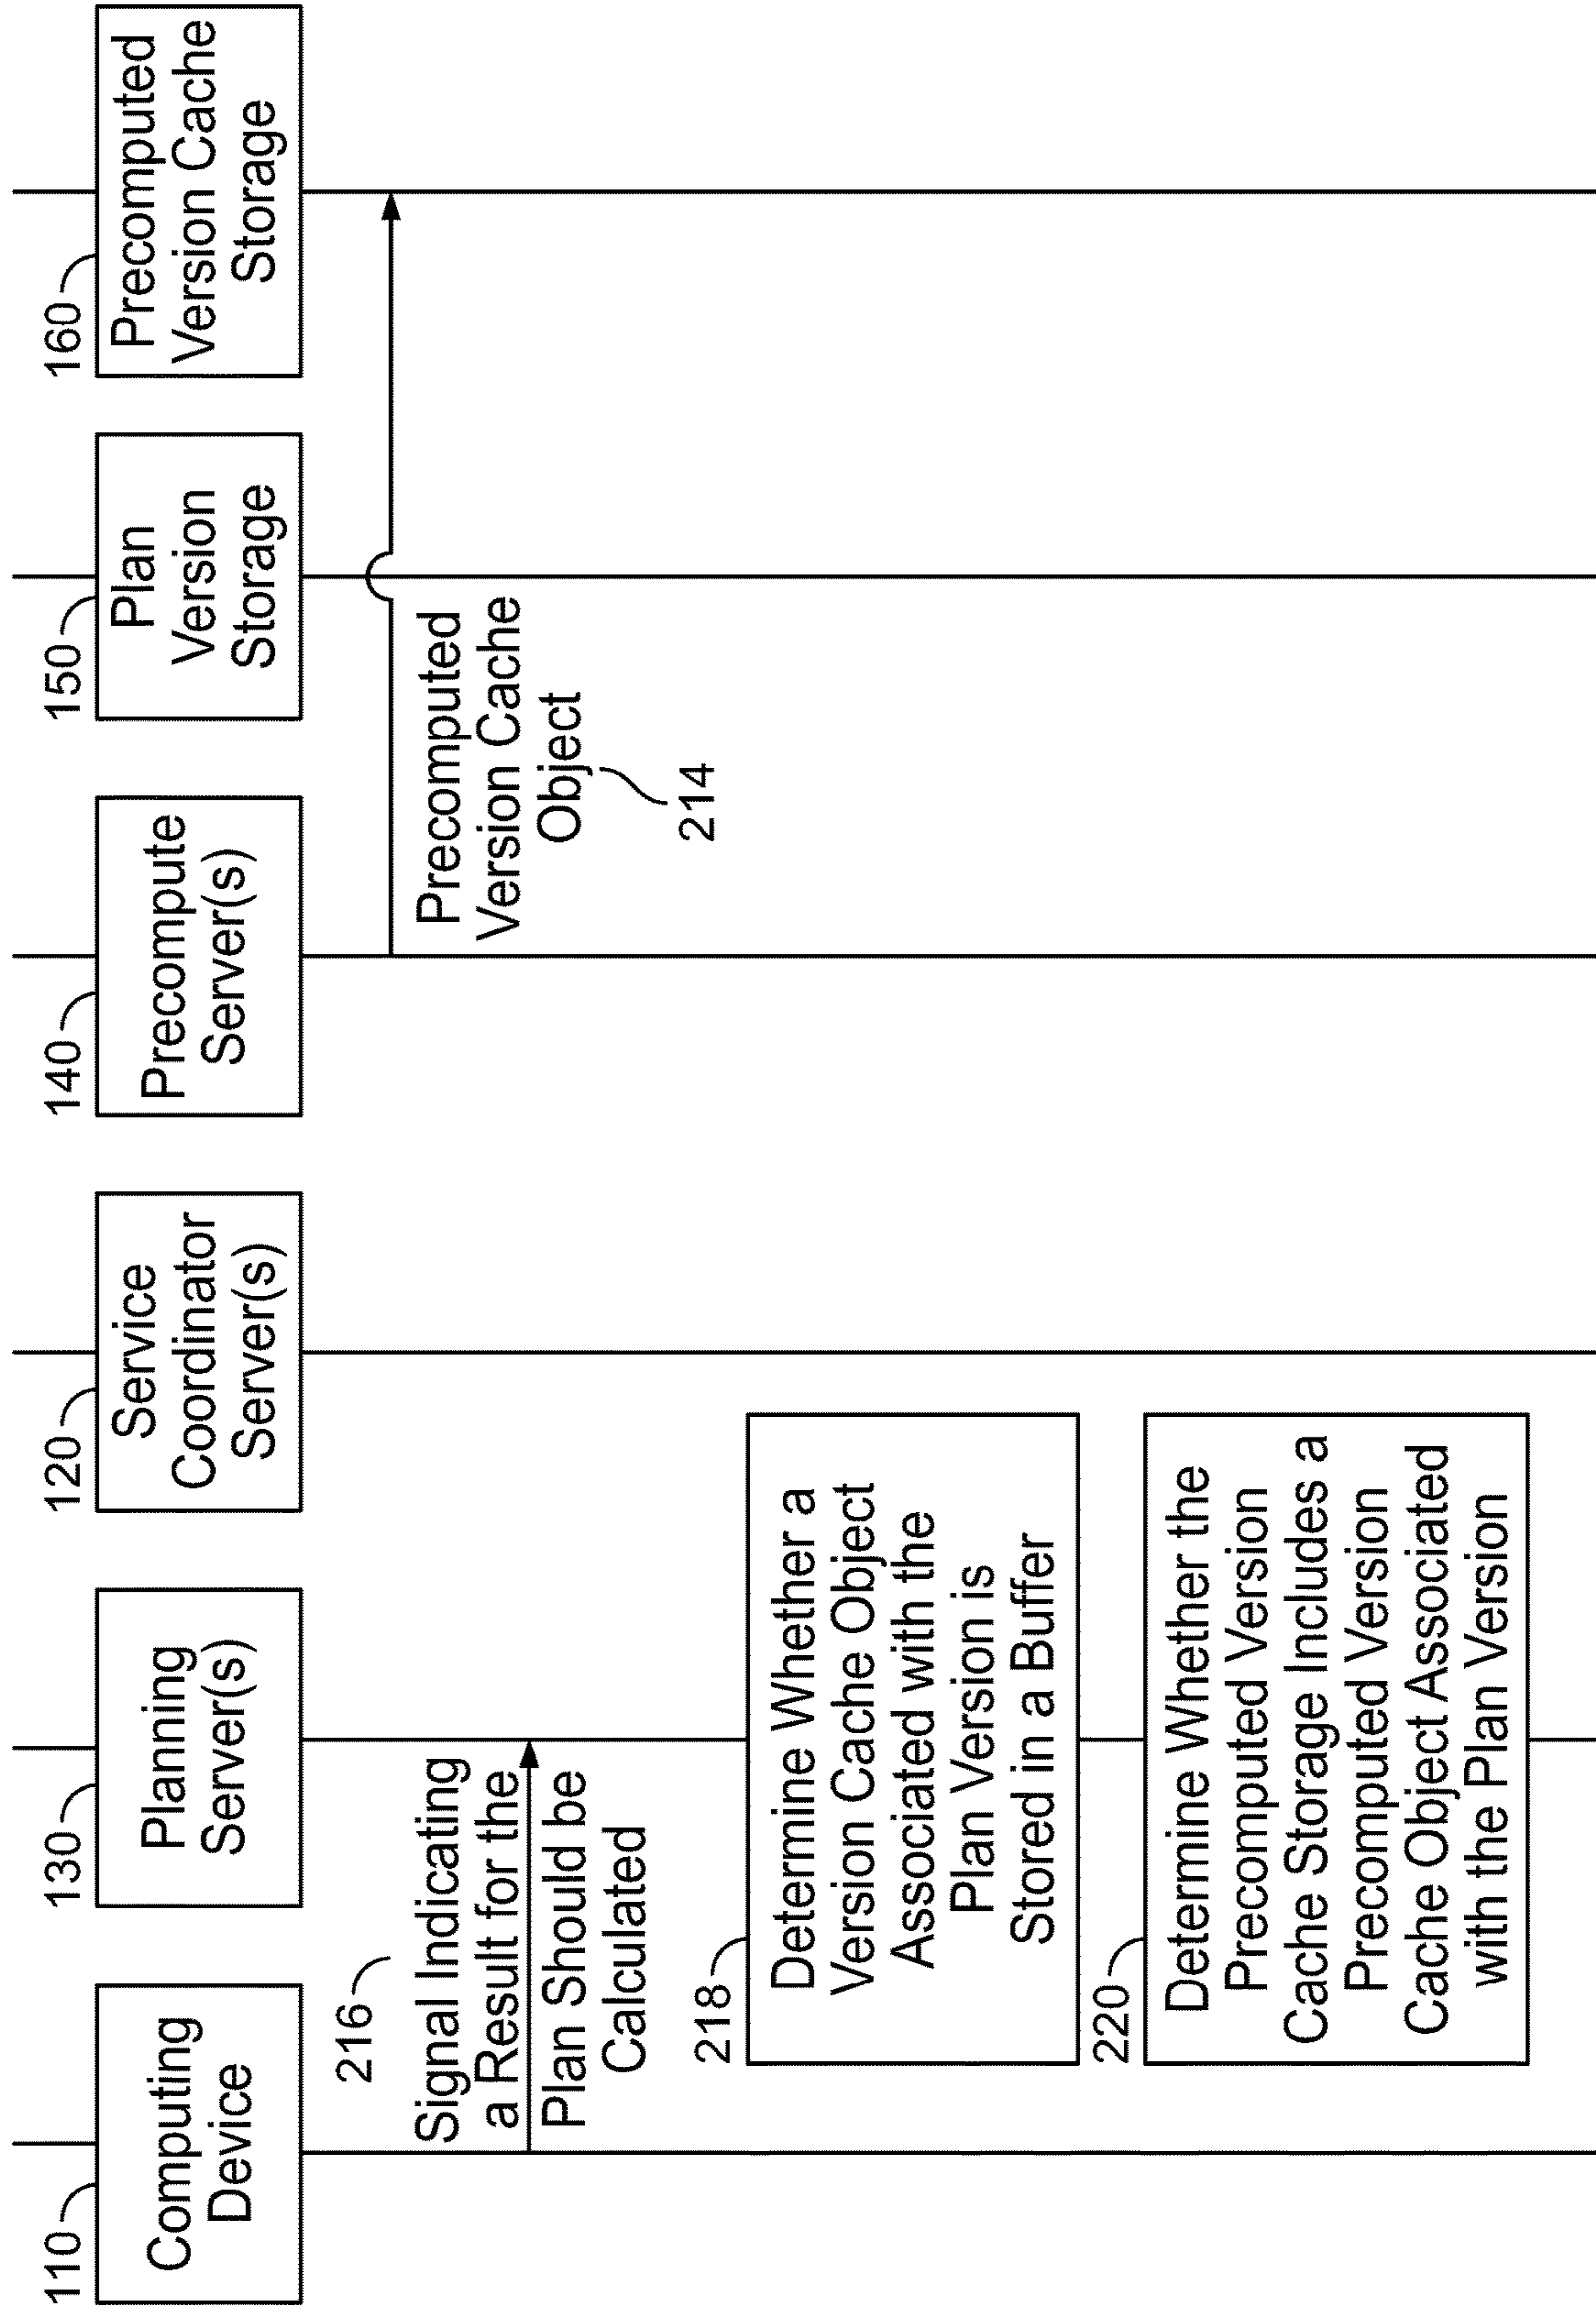 110
Computing
Device
130
Planning
Server(s)
120
Service
Coordinator
Server(s)
140
Precompute
Server(s)
150
Plan
Version
Storage
160
Precomputed
Version Cache
Storage
Precomputed
Version Cache
Object
214
216
Signal Indicating
a Result for the
Plan Should be
Calculated
218
Determine Whether a
Version Cache Object
Associated with the
Plan Version is
Stored in a Buffer
220
Determine Whether the
Precomputed Version
Cache Storage Includes a
Precomputed Version
Cache Object Associated
with the Plan Version